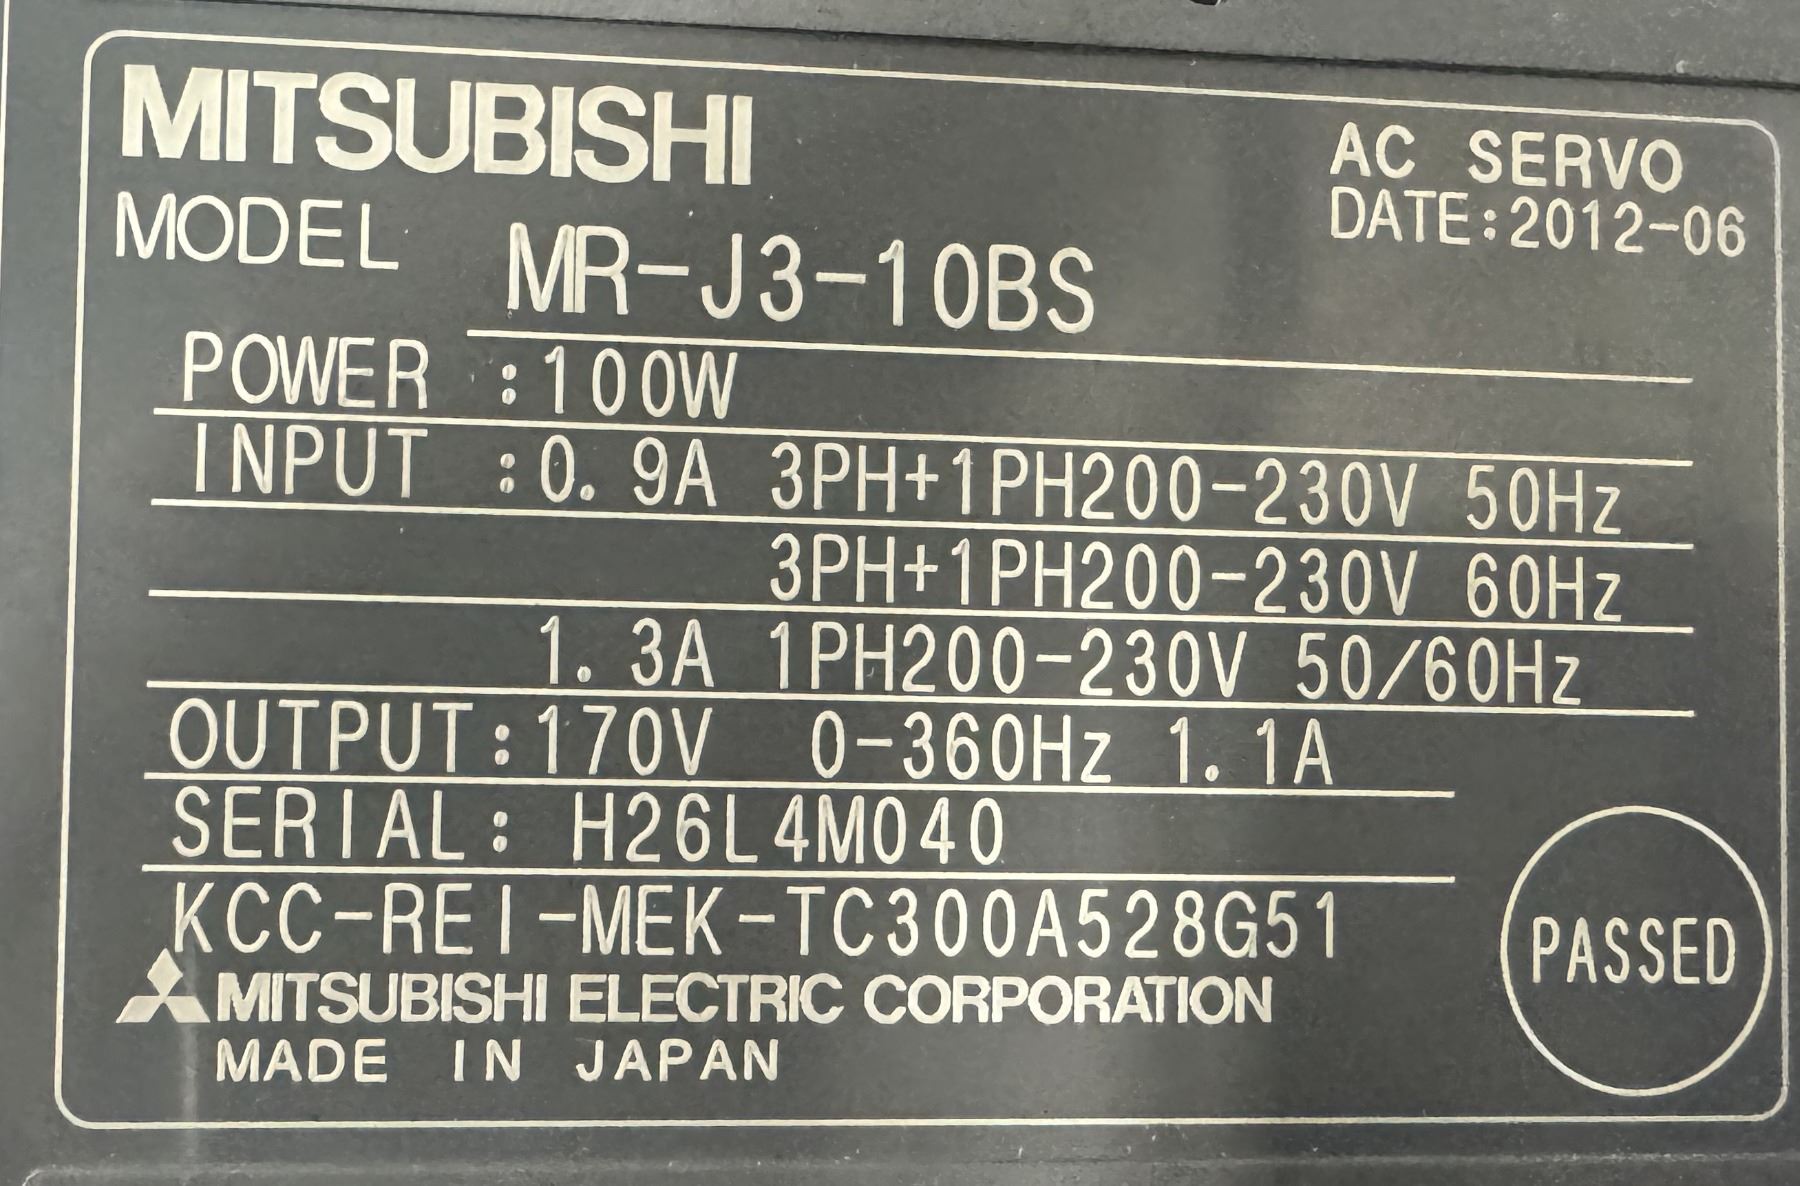 MITSUBISHI
AC SERVO
DATE:2012-06
MODEL MR-J3-10BS
POWER :100W
INPUT :0.9A 3PH+1PH200-230V 50Hz
3PH+1PH200-230V 60Hz
1.3A 1PH200-230V 50/60Hz
OUTPUT:170V 0-360Hz 1.1A
SERIAL: H26L4M040
KCC-REI-MEK-TC300A528G51
MITSUBISHI ELECTRIC CORPORATION
MADE IN JAPAN
PASSED